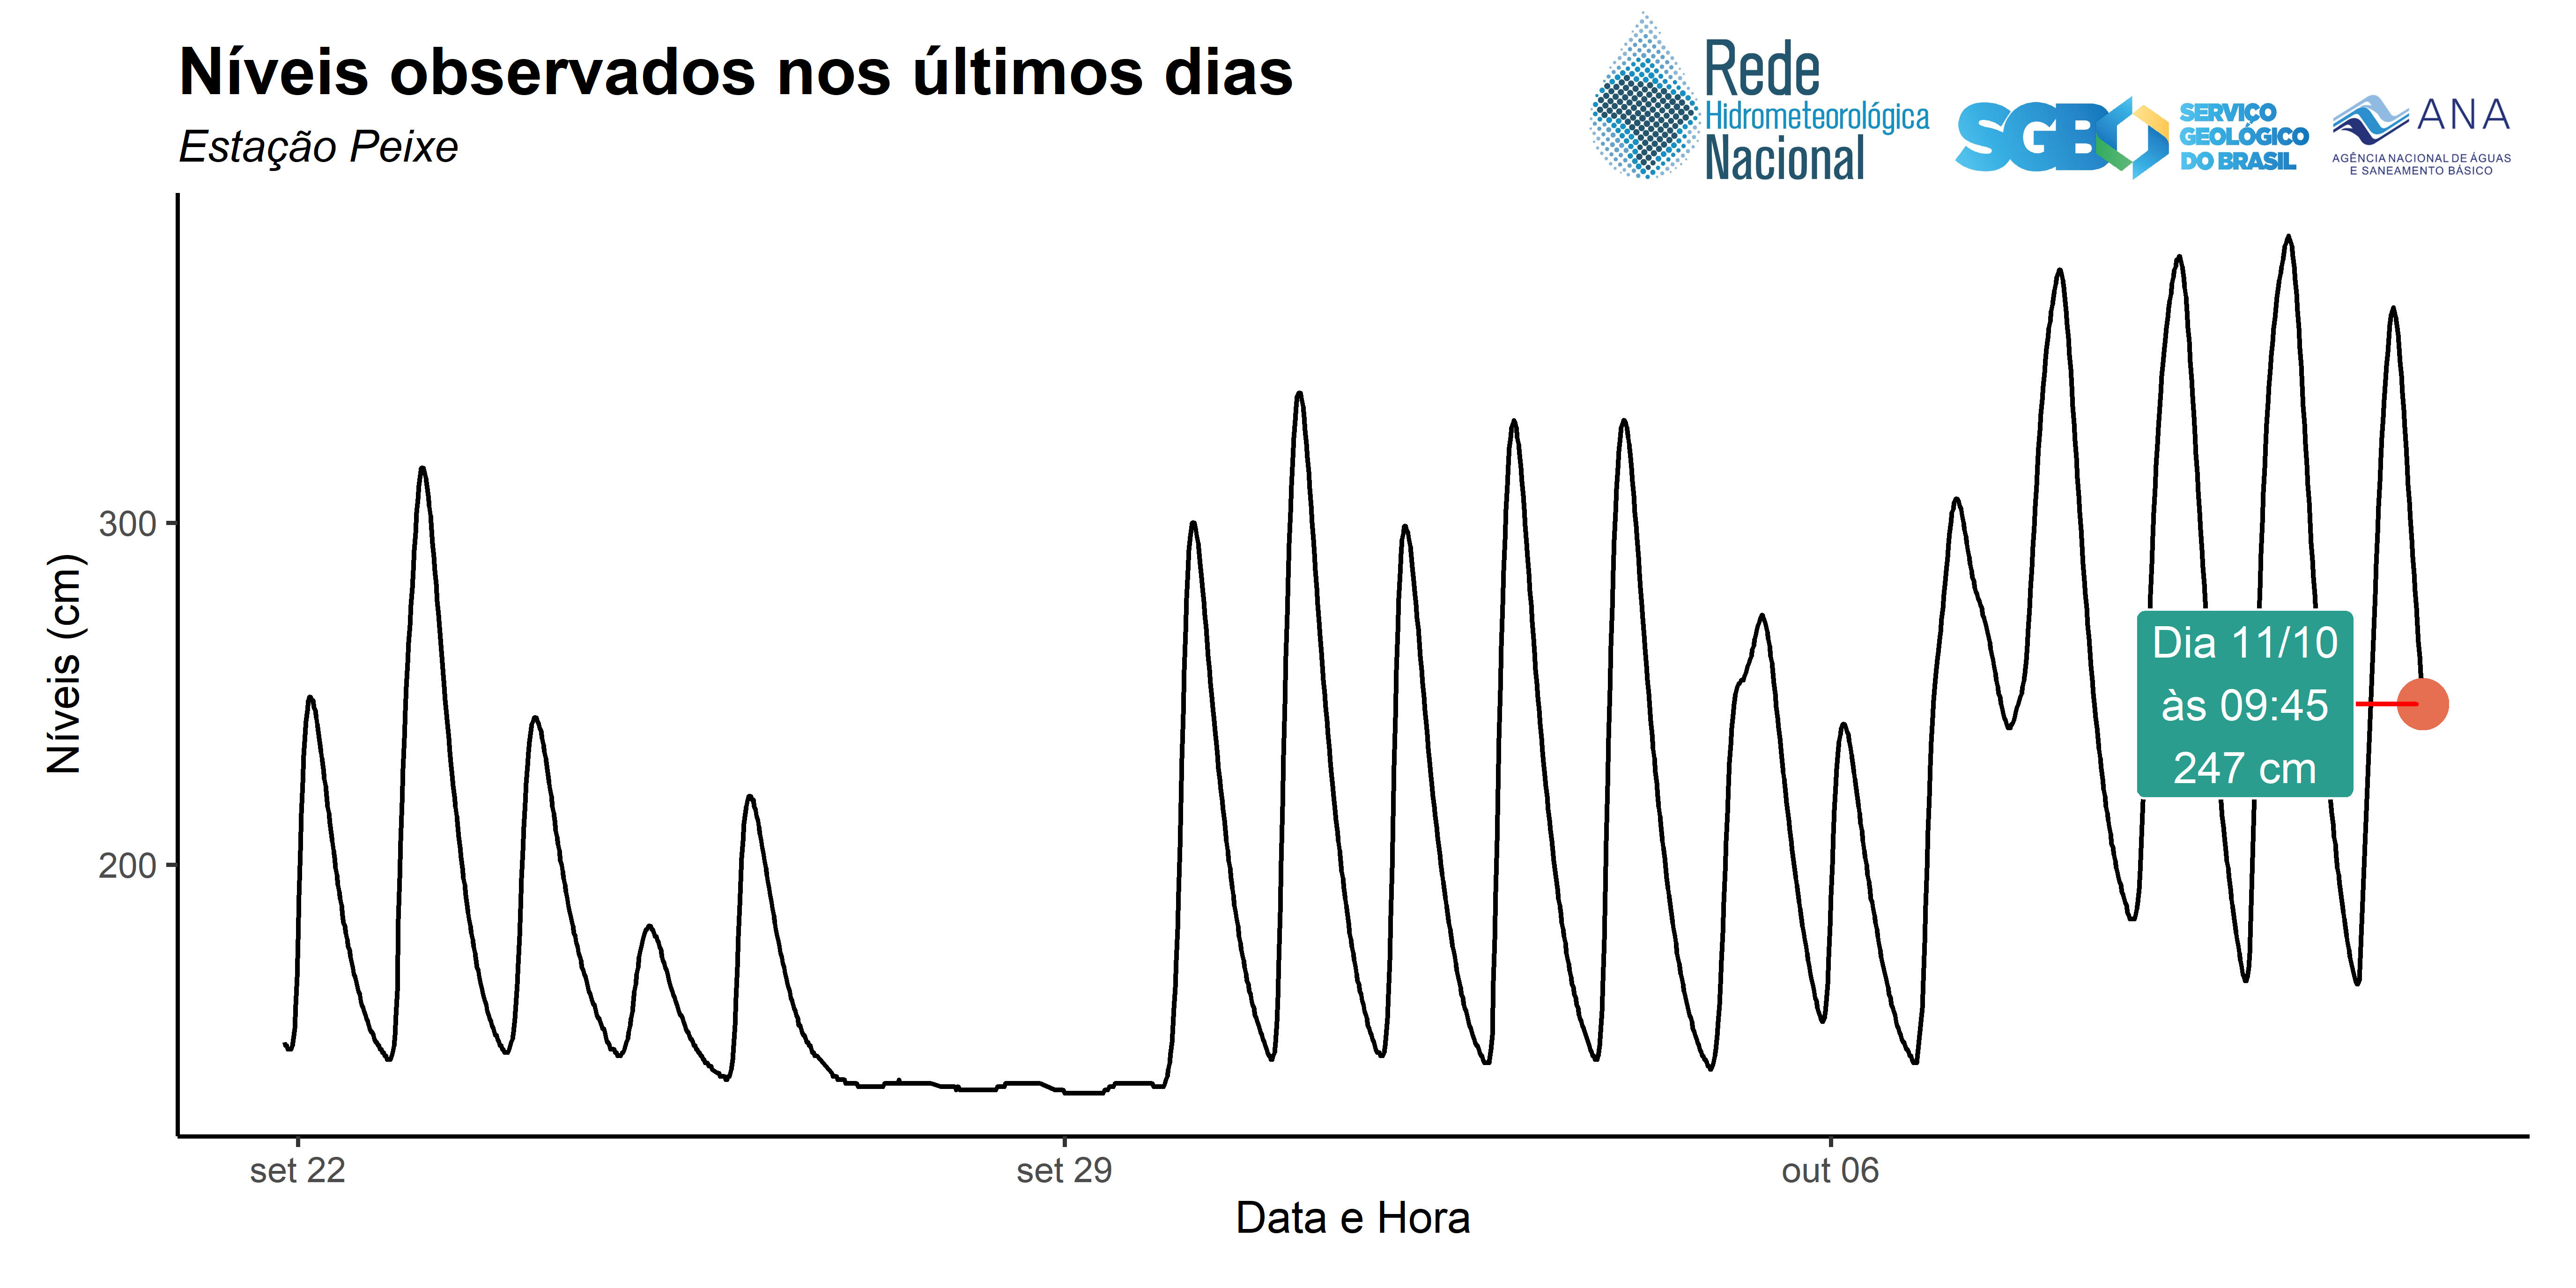 Níveis observados nos últimos dias
Estação Peixe
Rede
Hidrometeorológica
Nacional
SGB
SERVIÇO
GEOLÓGICO
DO BRASIL
ANA
AGÊNCIA NACIONAL DE ÁGUAS
E SANEAMENTO BÁSICO
Níveis (cm)
300
200
Dia 11/10
às 09:45
247 cm
set 22
set 29
out 06
Data e Hora